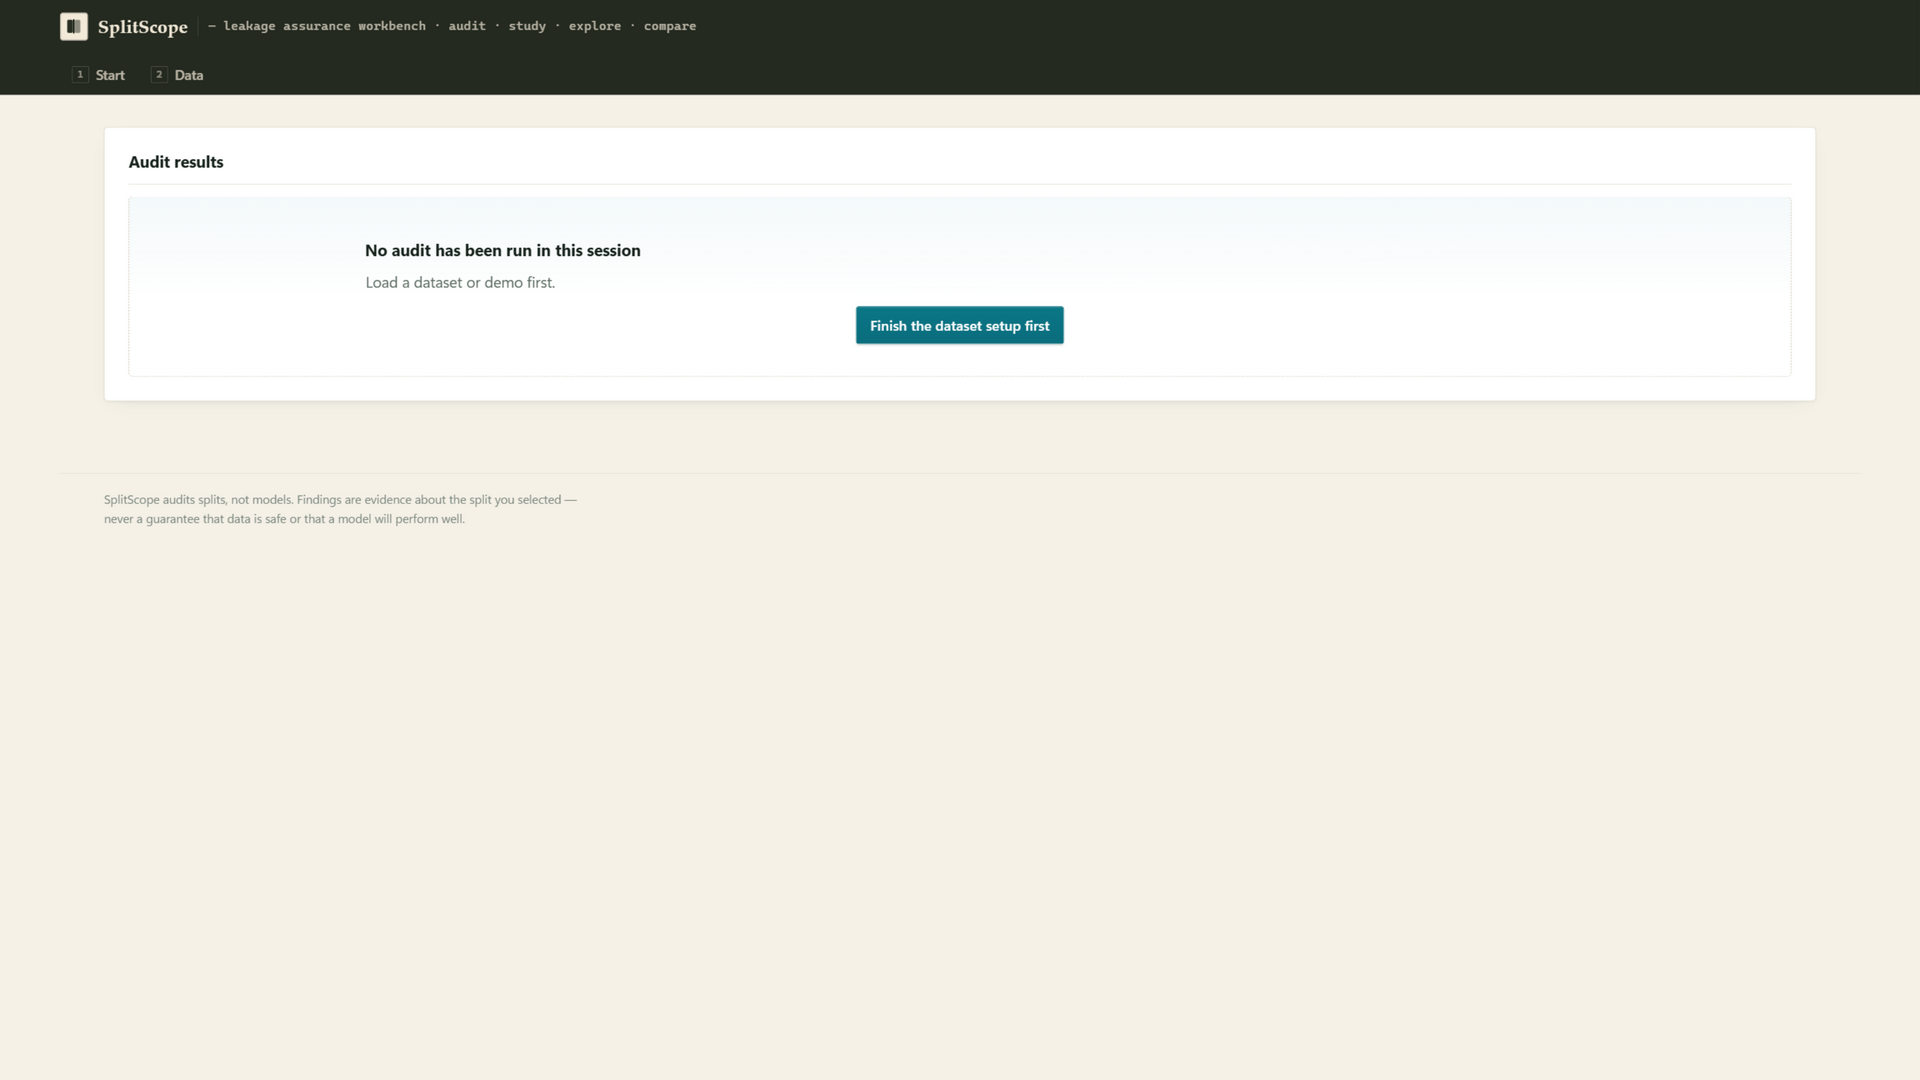 SplitScope — leakage assurance workbench · audit · study · explore · compare
1 Start 2 Data
Audit results
No audit has been run in this session
Load a dataset or demo first.
Finish the dataset setup first
SplitScope audits splits, not models. Findings are evidence about the split you selected —
never a guarantee that data is safe or that a model will perform well.